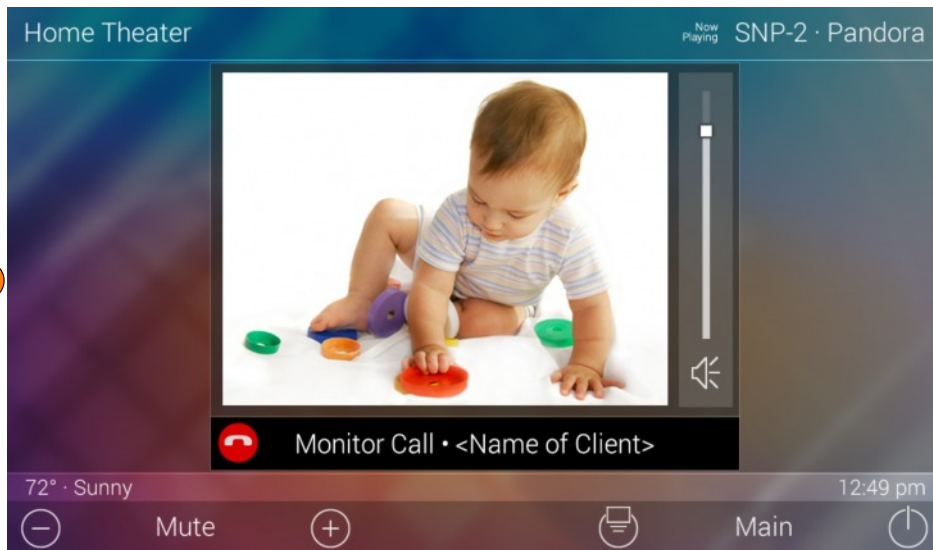 Home Theater
Now Playing SNP-2 · Pandora
Monitor Call • <Name of Client>
72° · Sunny
12:49 pm
Mute
Main